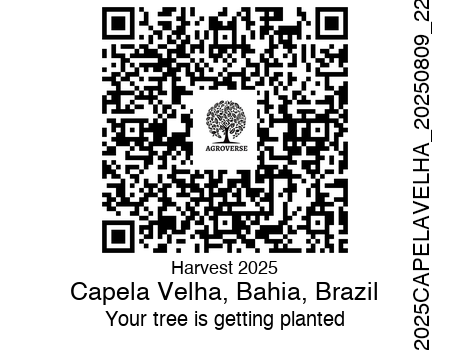 AGROVERSE
Harvest 2025
Capela Velha, Bahia, Brazil
Your tree is getting planted
2025CAPELAVELHA_20250809_22